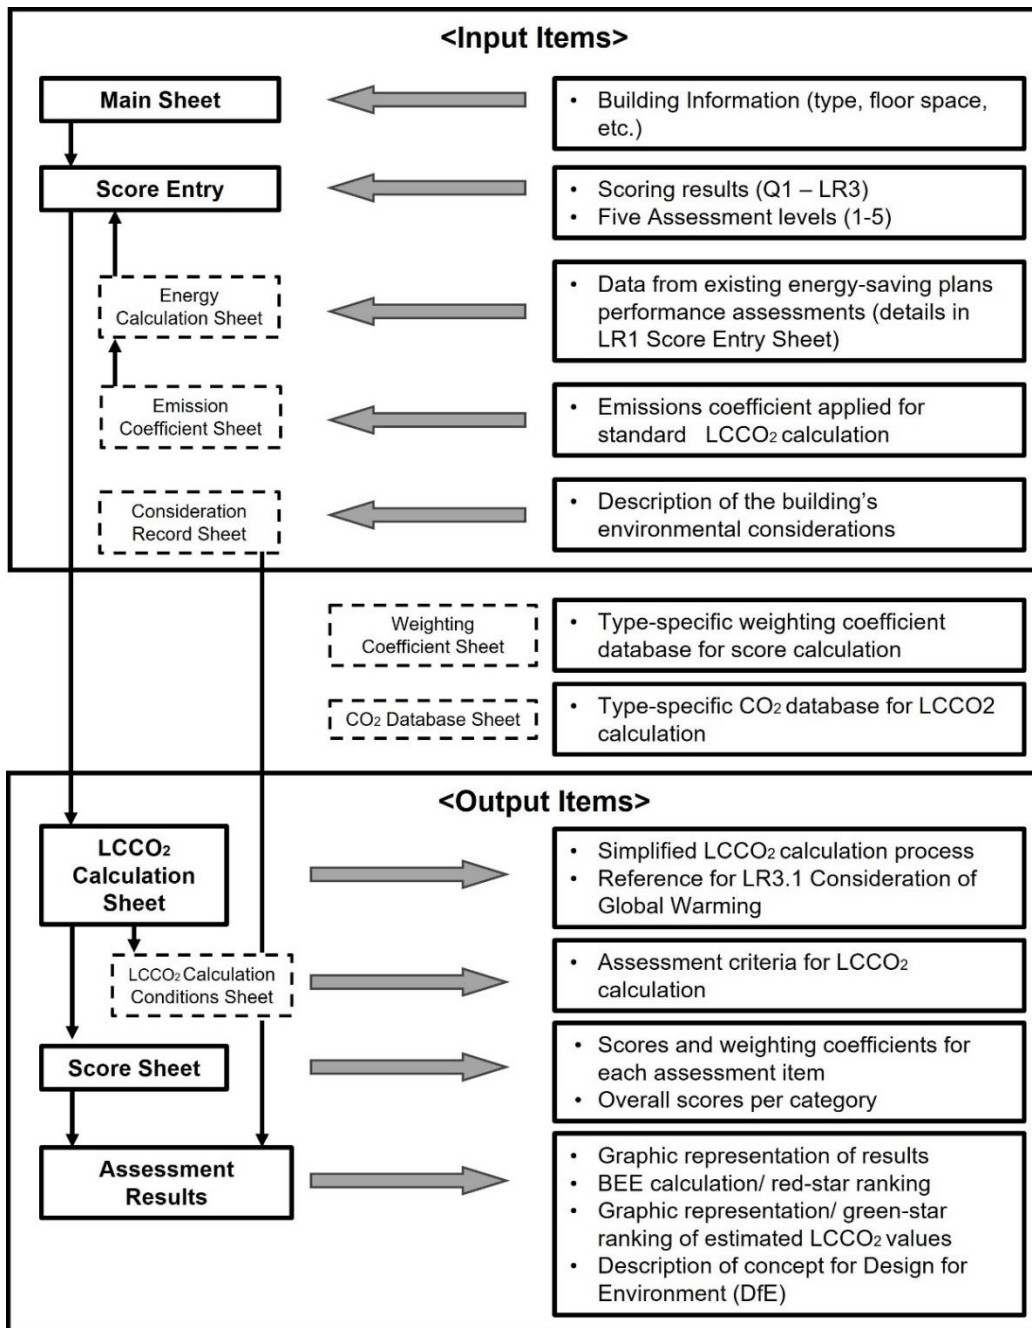 <Input Items>
Main Sheet
• Building Information (type, floor space,
etc.)
Score Entry
• Scoring results (Q1 – LR3)
• Five Assessment levels (1-5)
Energy
Calculation Sheet
• Data from existing energy-saving plans
performance assessments (details in
LR1 Score Entry Sheet)
Emission
Coefficient Sheet
• Emissions coefficient applied for
standard LCCO₂ calculation
Consideration
Record Sheet
• Description of the building’s
environmental considerations
Weighting
Coefficient Sheet
• Type-specific weighting coefficient
database for score calculation
CO₂ Database Sheet
• Type-specific CO₂ database for LCCO2
calculation
<Output Items>
LCCO₂
Calculation
Sheet
• Simplified LCCO₂ calculation process
• Reference for LR3.1 Consideration of
Global Warming
LCCO₂ Calculation
Conditions Sheet
• Assessment criteria for LCCO₂
calculation
Score Sheet
• Scores and weighting coefficients for
each assessment item
• Overall scores per category
Assessment
Results
• Graphic representation of results
• BEE calculation/ red-star ranking
• Graphic representation/ green-star
ranking of estimated LCCO₂ values
• Description of concept for Design for
Environment (DfE)